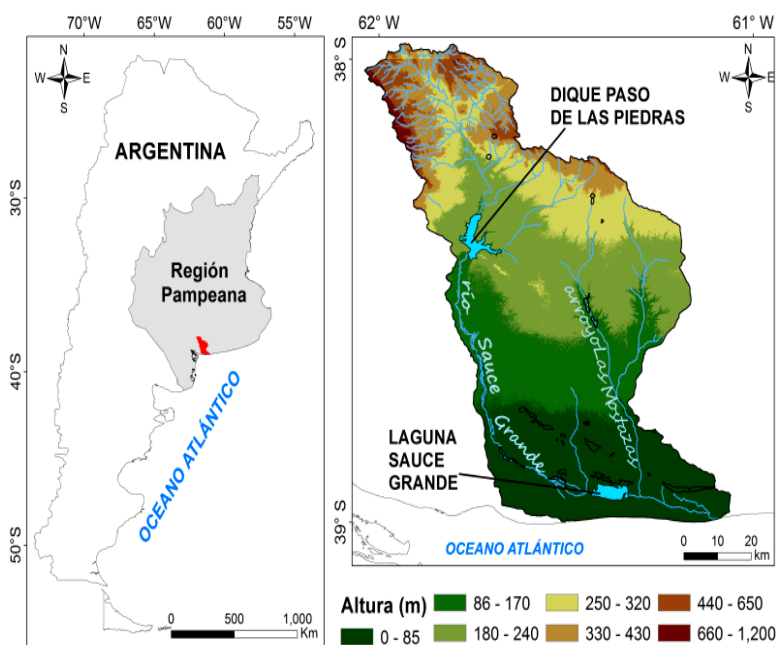 70°W 65°W 60°W 55°W
N
W E
S
ARGENTINA
30°S
Región
Pampeana
40°S
OCEANO ATLÁNTICO
50°S
0 500 1,000
Km
62°W 61°W
38° S
N
W E
S
DIQUE PASO
DE LAS PIEDRAS
río
Sauce
Grande
arroyo Las Mostazas
LAGUNA
SAUCE
GRANDE
39° S
OCEANO ATLÁNTICO
0 10 20
km
Altura (m)
0 - 85
86 - 170
180 - 240
250 - 320
330 - 430
440 - 650
660 - 1,200